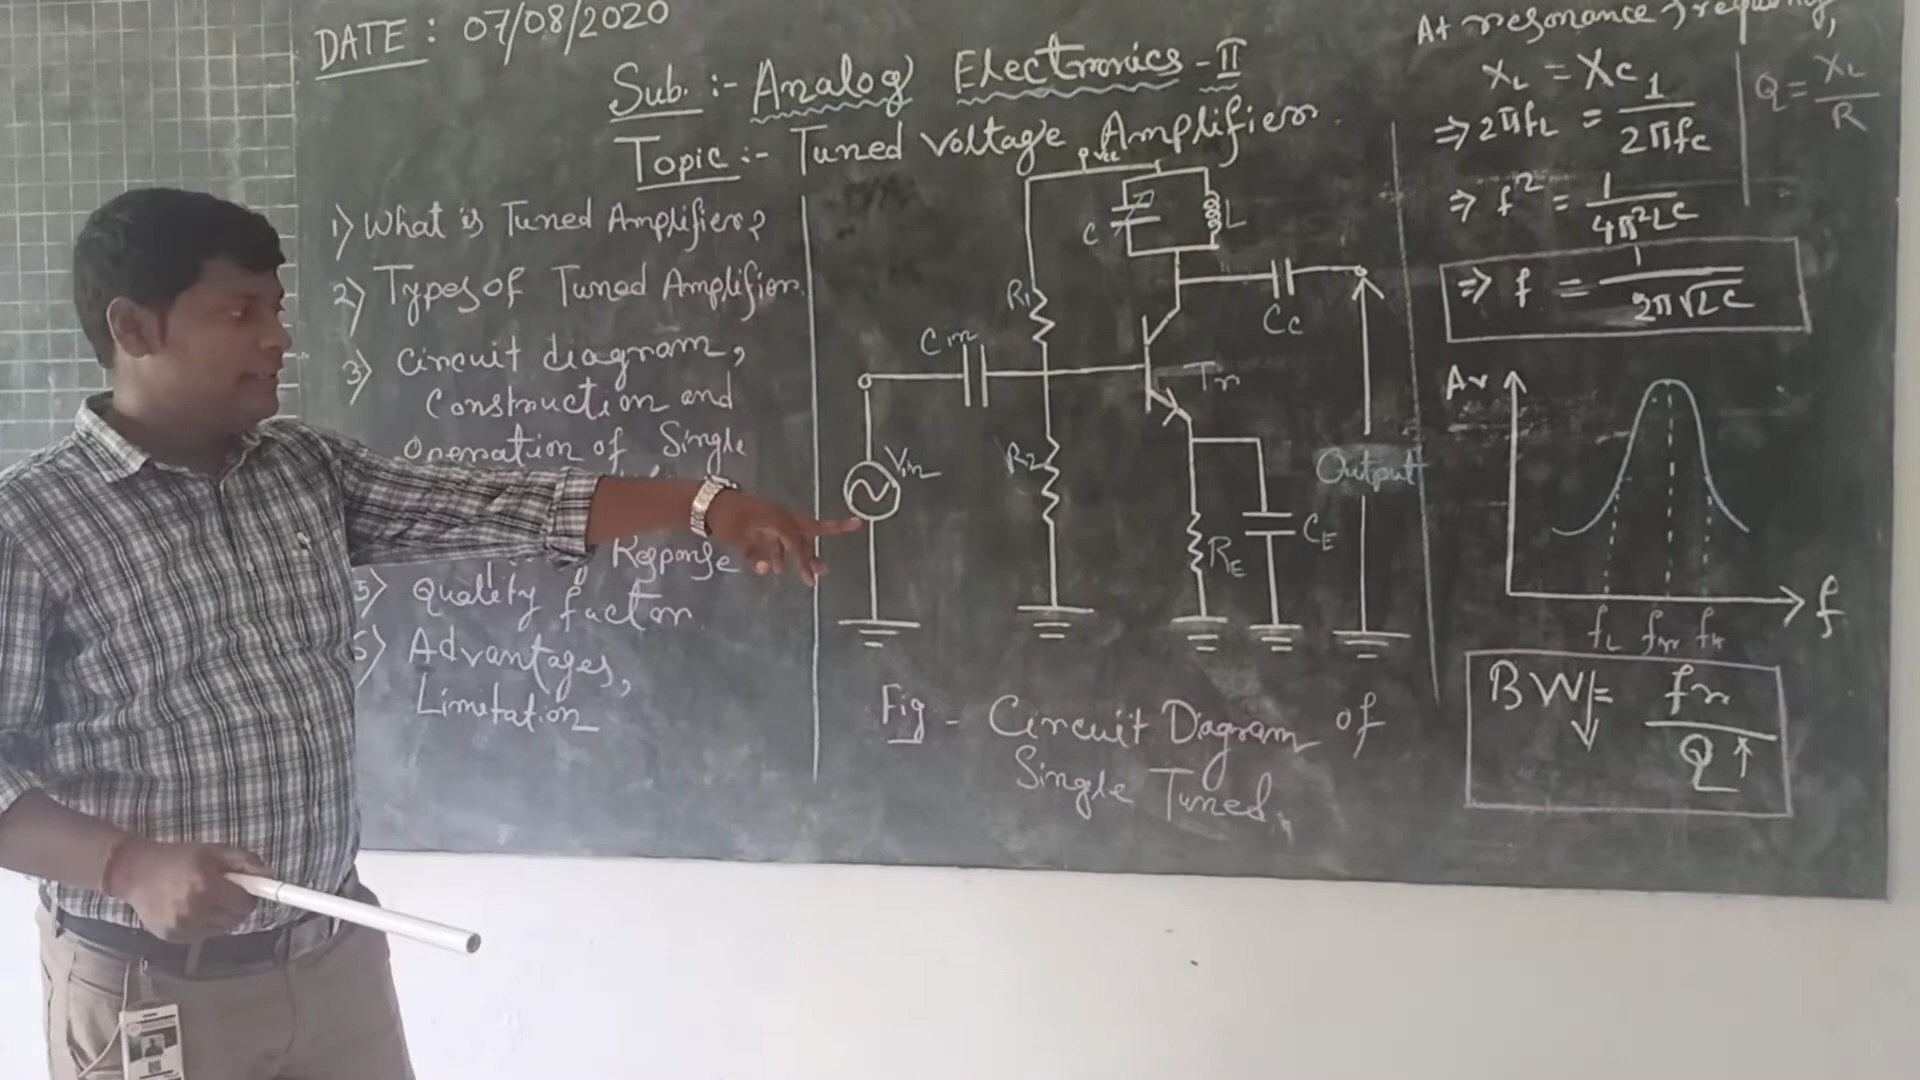 DATE : 07/08/2020
Sub. :- Analog Electronics - II
Topic :- Tuned Voltage Amplifier
1) What is Tuned Amplifier?
2) Types of Tuned Amplifier.
3) Circuit diagram,
Construction and
Operation of Single
Response
5) Quality factor
6) Advantages,
Limitation
Vcc
C
L
R1
Cc
Cin
Tr
R2
Vin
Output
RE
CE
Fig - Circuit Diagram of
Single Tuned
At resonance frequency,
XL = XC
⇒ 2πfL = 1/2πfC
⇒ f² = 1/4π²LC
⇒ f = 1/2π√LC
Q = XL/R
Av
f
fL fr fH
BW↓ = fr/Q↑